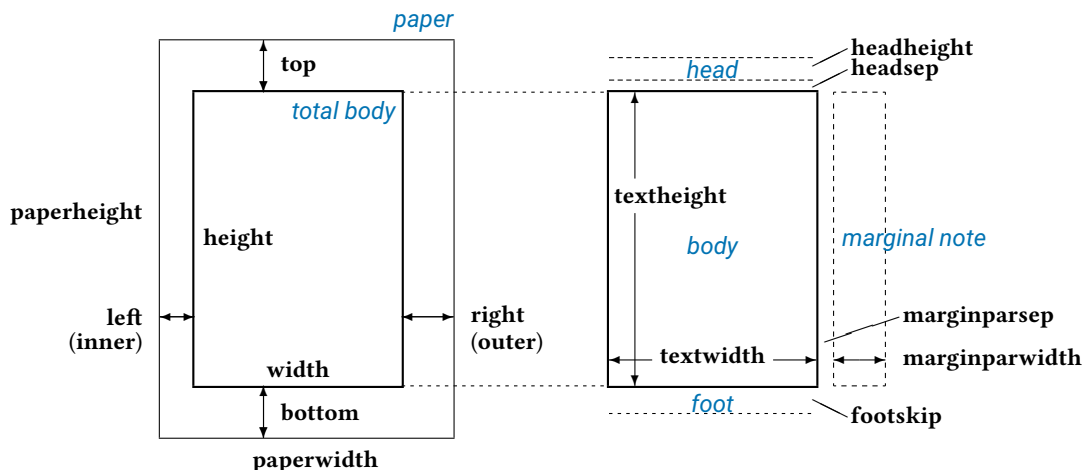 paper
top
total body
paperheight
height
left
(inner)
right
(outer)
width
bottom
paperwidth
headheight
head
headsep
textheight
body
marginal note
marginparsep
textwidth
marginparwidth
foot
footskip